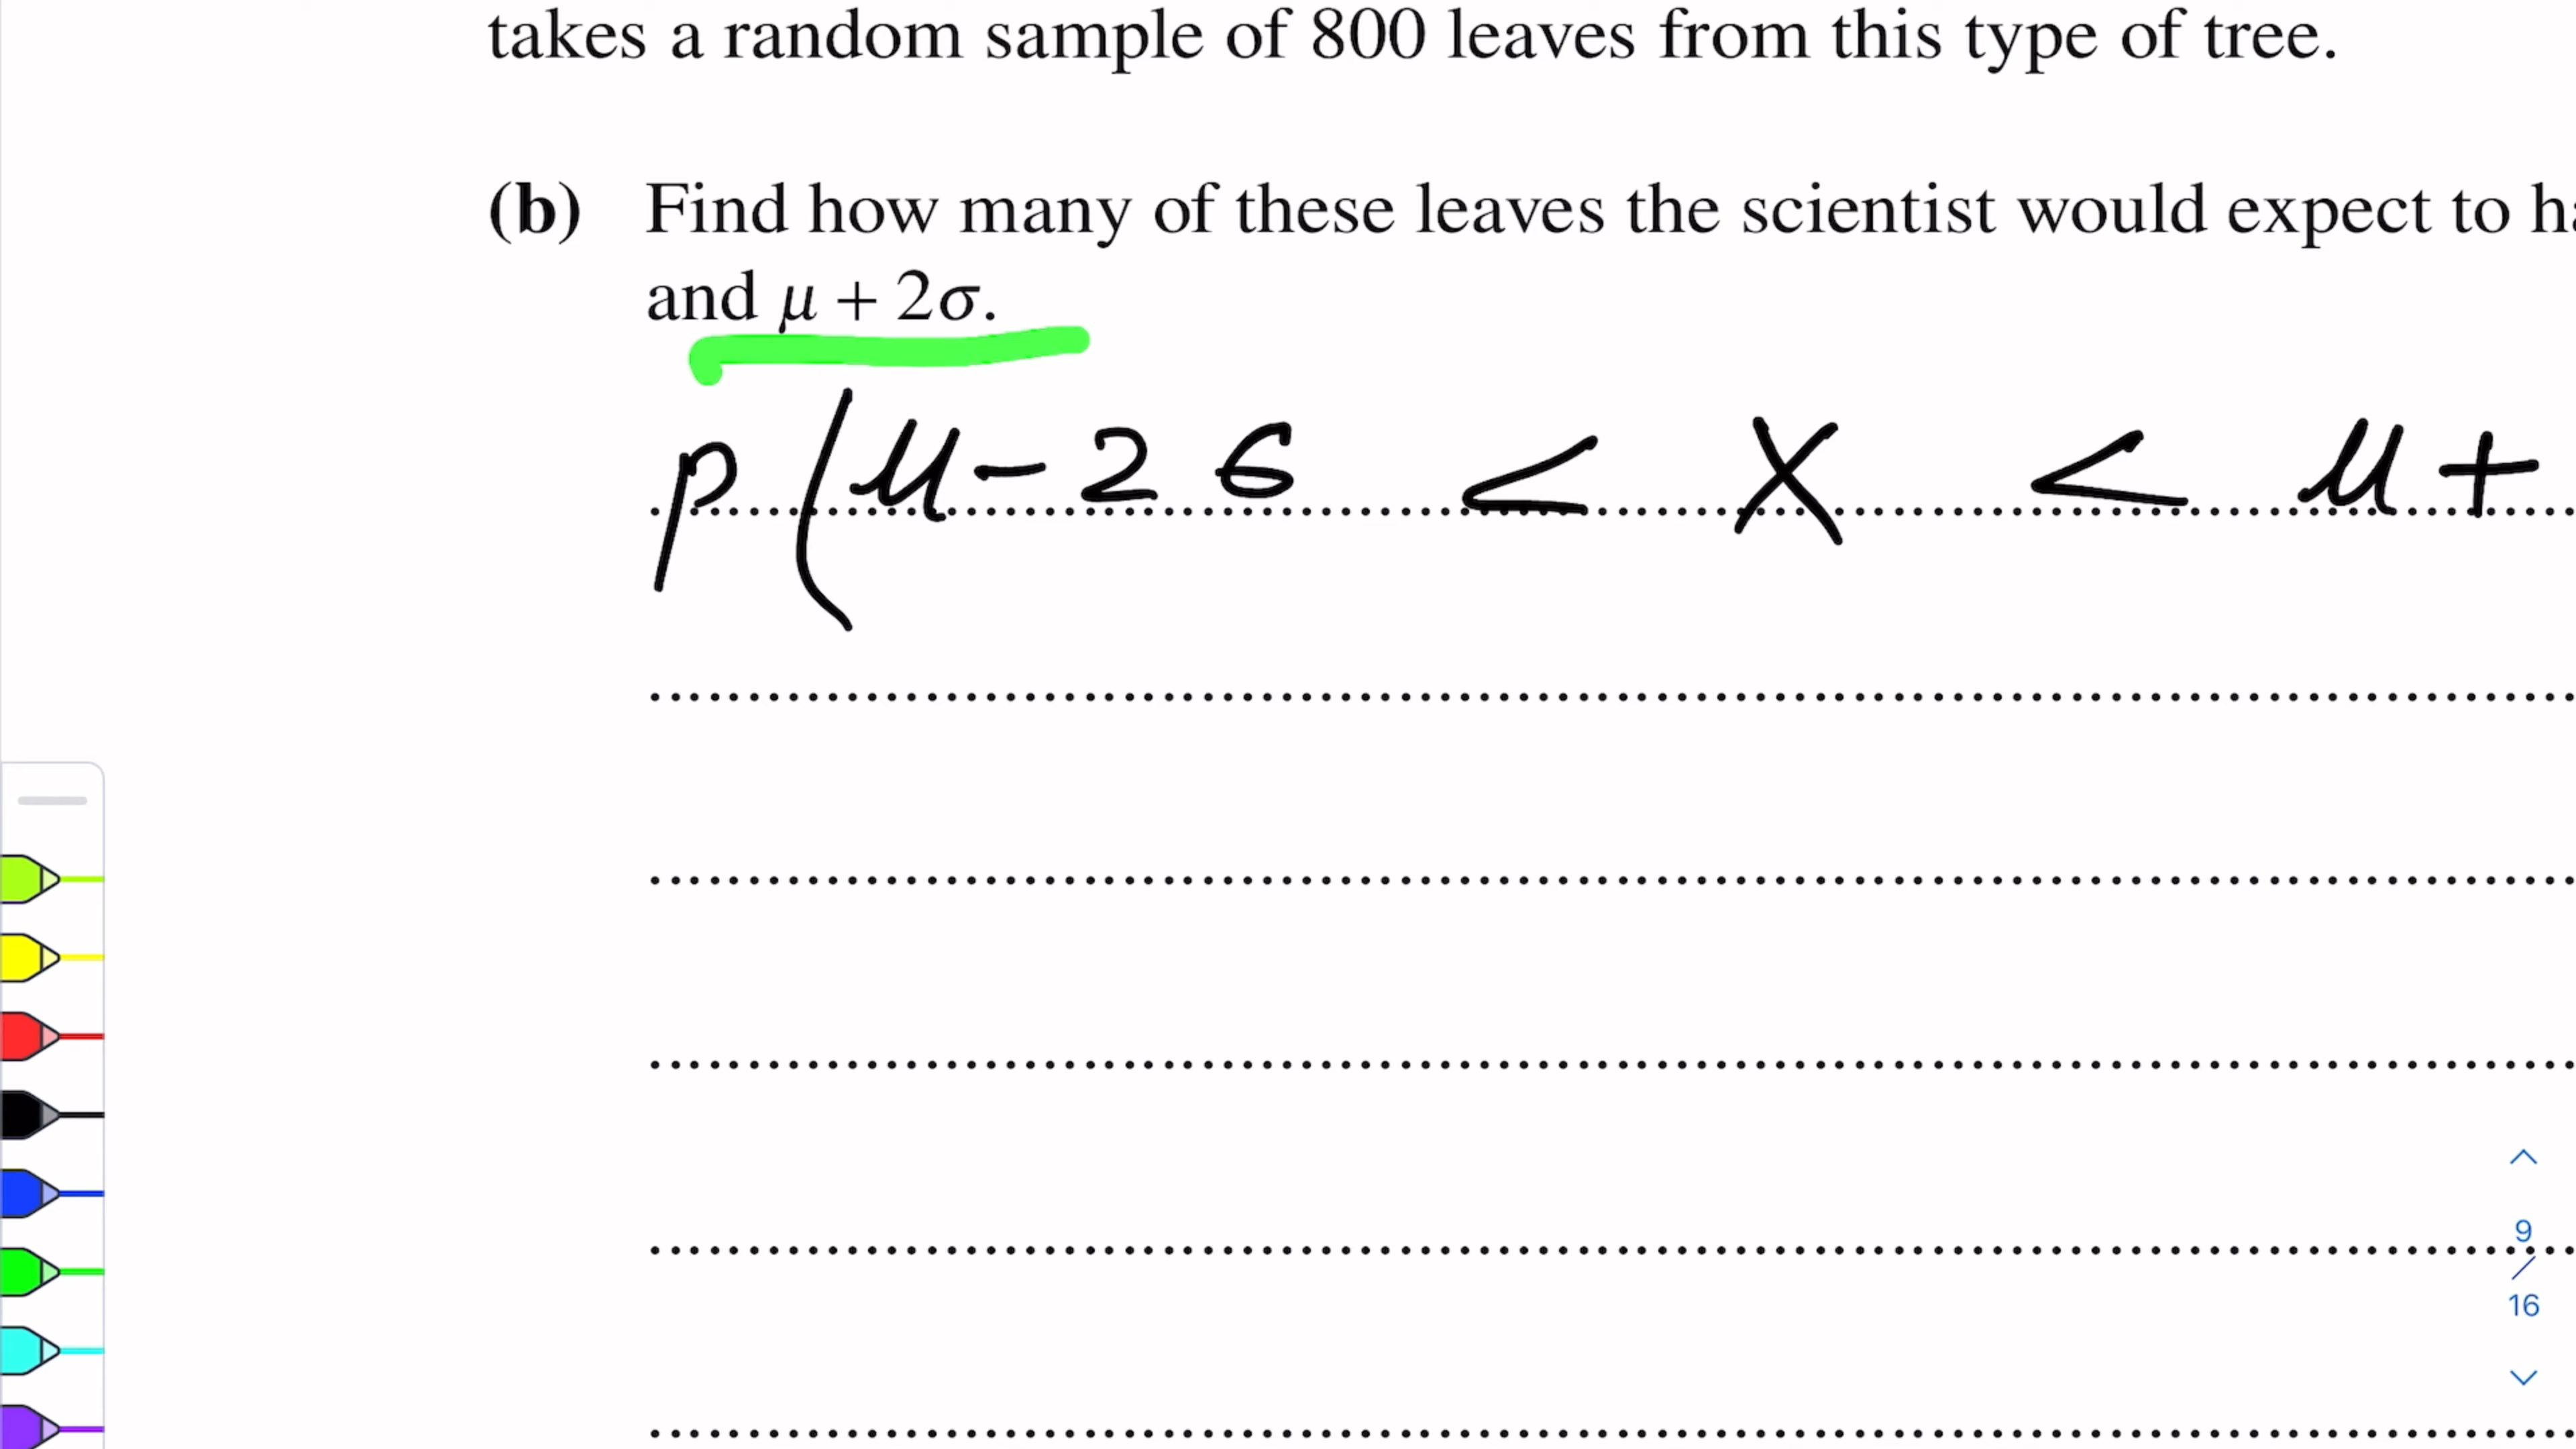 takes a random sample of 800 leaves from this type of tree.
(b) Find how many of these leaves the scientist would expect to
and μ + 2σ.
P(μ-2σ < X < μ+
9
/
16